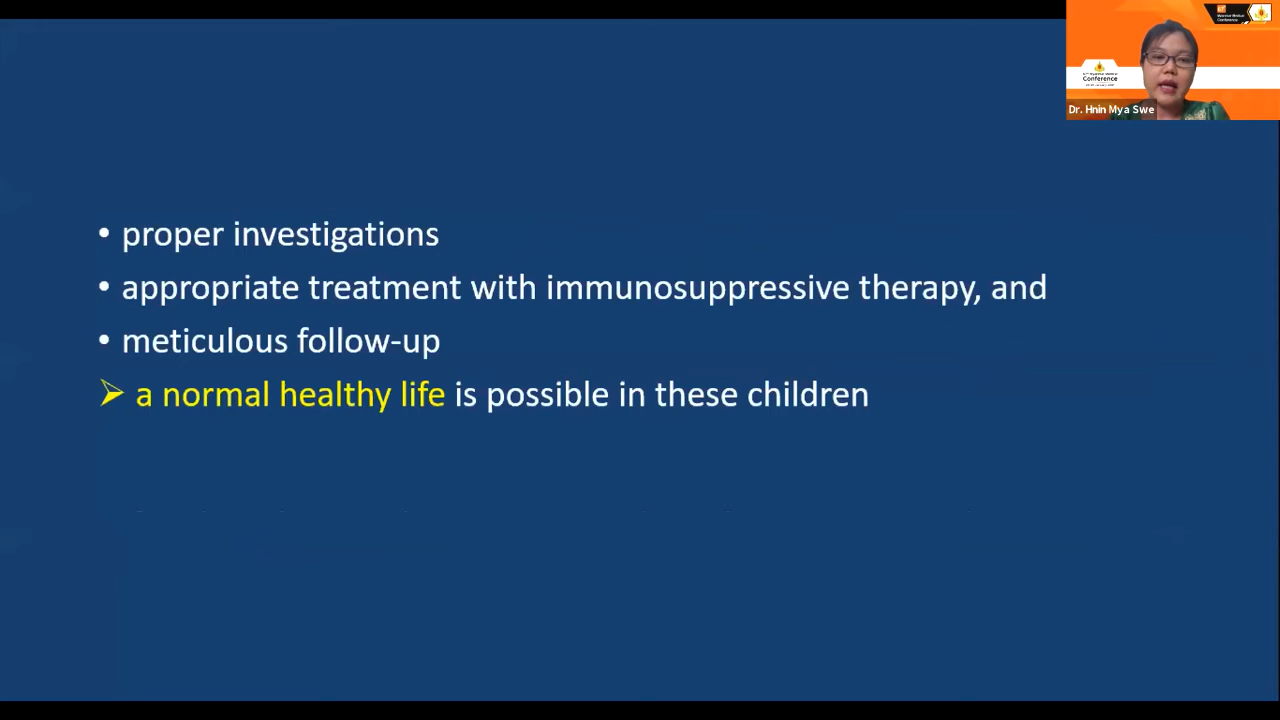 • proper investigations
• appropriate treatment with immunosuppressive therapy, and
• meticulous follow-up
➢ a normal healthy life is possible in these children
Conference
Dr. Hnin Mya Swe